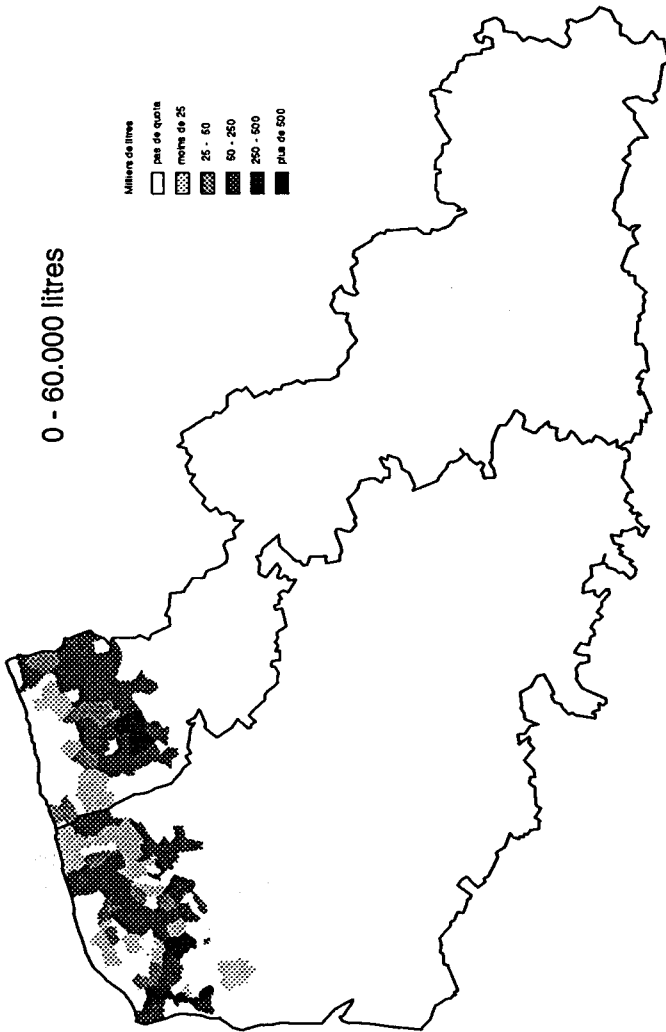 0 - 60.000 litres
Milliers de litres
pas de quota
moins de 25
25 - 50
50 - 250
250 - 500
plus de 500